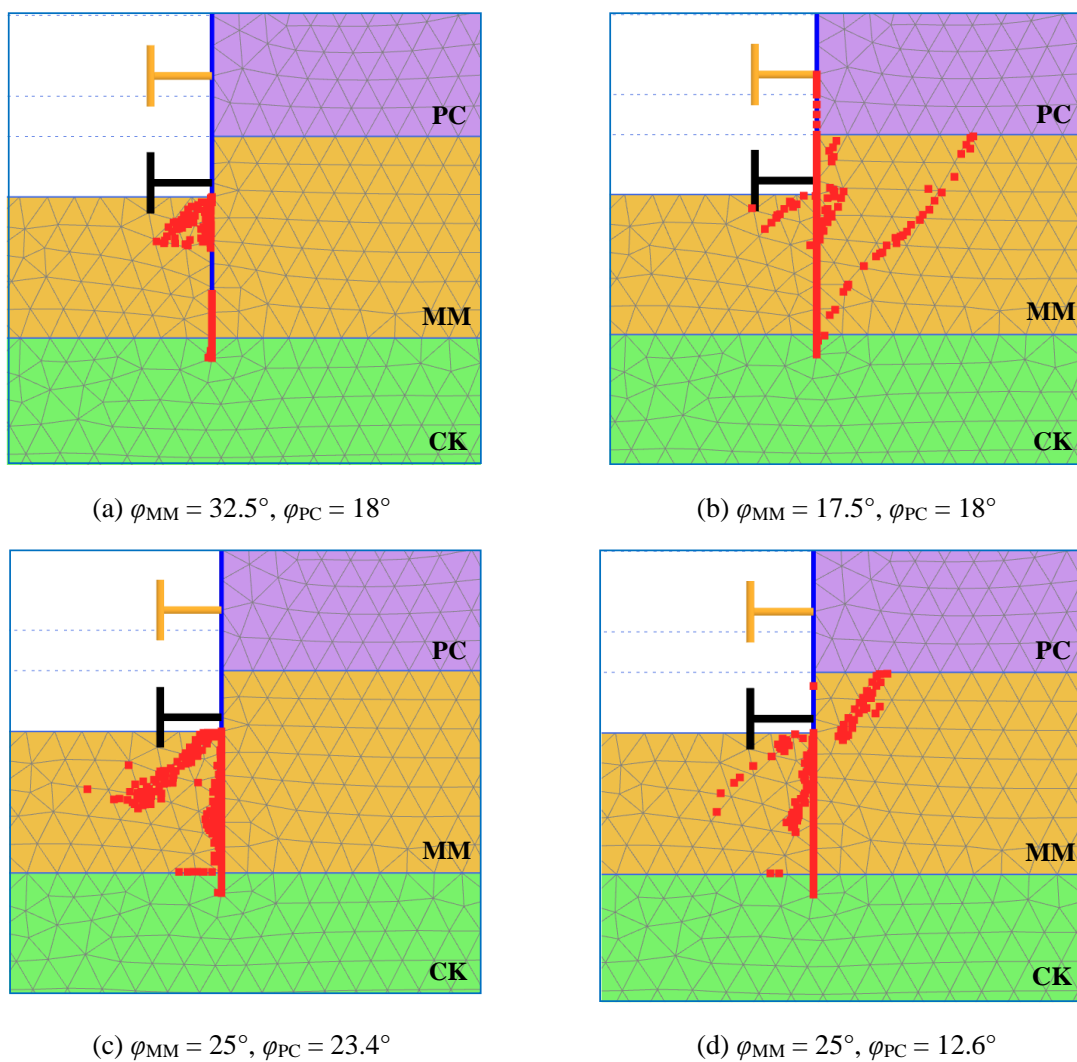 PC
PC
MM
MM
CK
CK
(a) φMM = 32.5°, φPC = 18°
(b) φMM = 17.5°, φPC = 18°
PC
PC
MM
MM
CK
CK
(c) φMM = 25°, φPC = 23.4°
(d) φMM = 25°, φPC = 12.6°